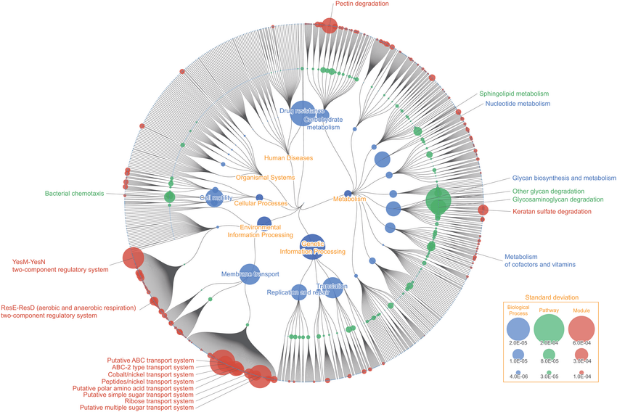 Pectin degradation
Sphingolipid metabolism
Nucleotide metabolism
Drug resistance
Carbohydrate
metabolism
Human Diseases
Organismal Systems
Glycan biosynthesis and metabolism
Bacterial chemotaxis
Cell motility
Cellular Processes
Metabolism
Other glycan degradation
Glycosaminoglycan degradation
Keratan sulfate degradation
Environmental
Information Processing
Genetic
Information Processing
YesM-YesN
two-component regulatory system
Metabolism
of cofactors and vitamins
Membrane transport
Translation
Replication and repair
ResE-ResD (aerobic and anaerobic respiration)
two-component regulatory system
Standard deviation
Biological
Process
Pathway
Module
2.0E-05
2.0E-04
6.0E-04
1.0E-05
3.0E-04
4.0E-06
3.0E-05
1.0E-04
Putative ABC transport system
ABC-2 type transport system
Cobalt/nickel transport system
Peptides/nickel transport system
Putative polar amino acid transport system
Putative simple sugar transport system
Ribose transport system
Putative multiple sugar transport system